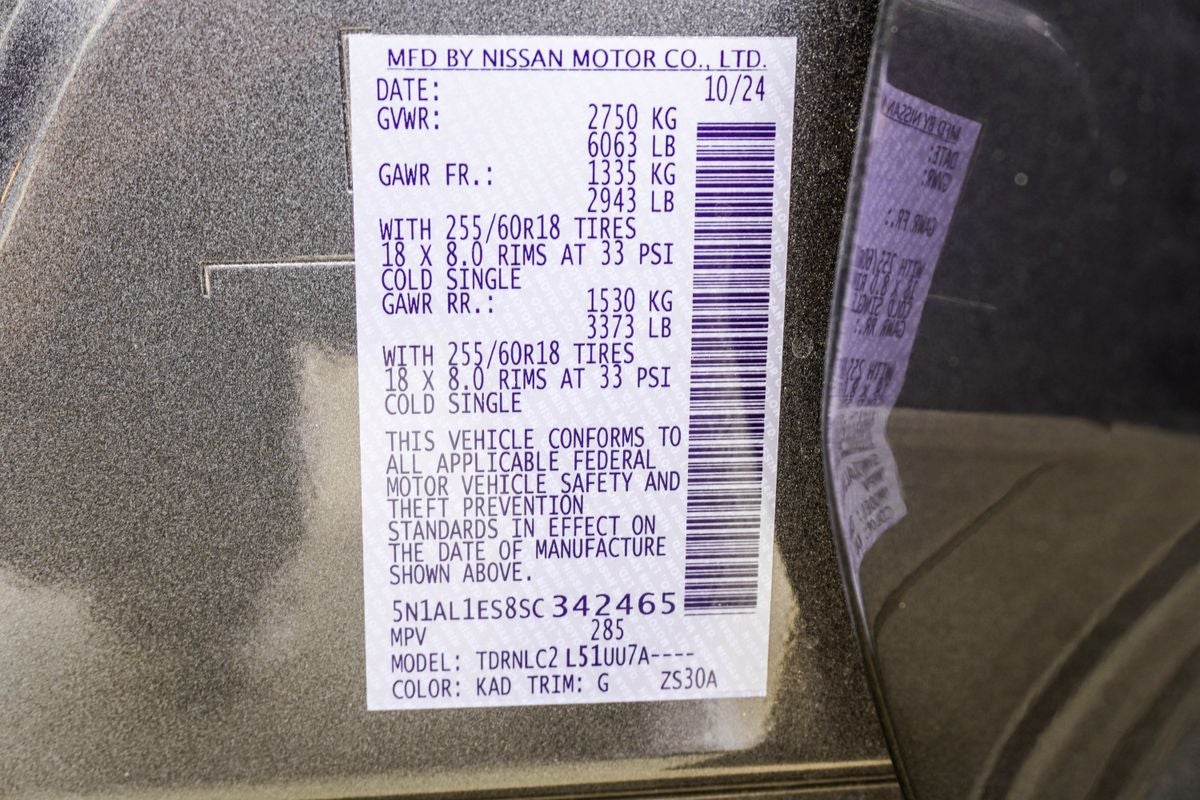 MFD BY NISSAN MOTOR CO., LTD.
DATE: 10/24
GVWR: 2750 KG
6063 LB
GAWR FR.: 1335 KG
2943 LB
WITH 255/60R18 TIRES
18 X 8.0 RIMS AT 33 PSI
COLD SINGLE
GAWR RR.: 1530 KG
3373 LB
WITH 255/60R18 TIRES
18 X 8.0 RIMS AT 33 PSI
COLD SINGLE
THIS VEHICLE CONFORMS TO
ALL APPLICABLE FEDERAL
MOTOR VEHICLE SAFETY AND
THEFT PREVENTION
STANDARDS IN EFFECT ON
THE DATE OF MANUFACTURE
SHOWN ABOVE.
5N1AL1ES8SC 342465
MPV 285
MODEL: TDRNLC2 L51UU7A----
COLOR: KAD TRIM: G ZS30A